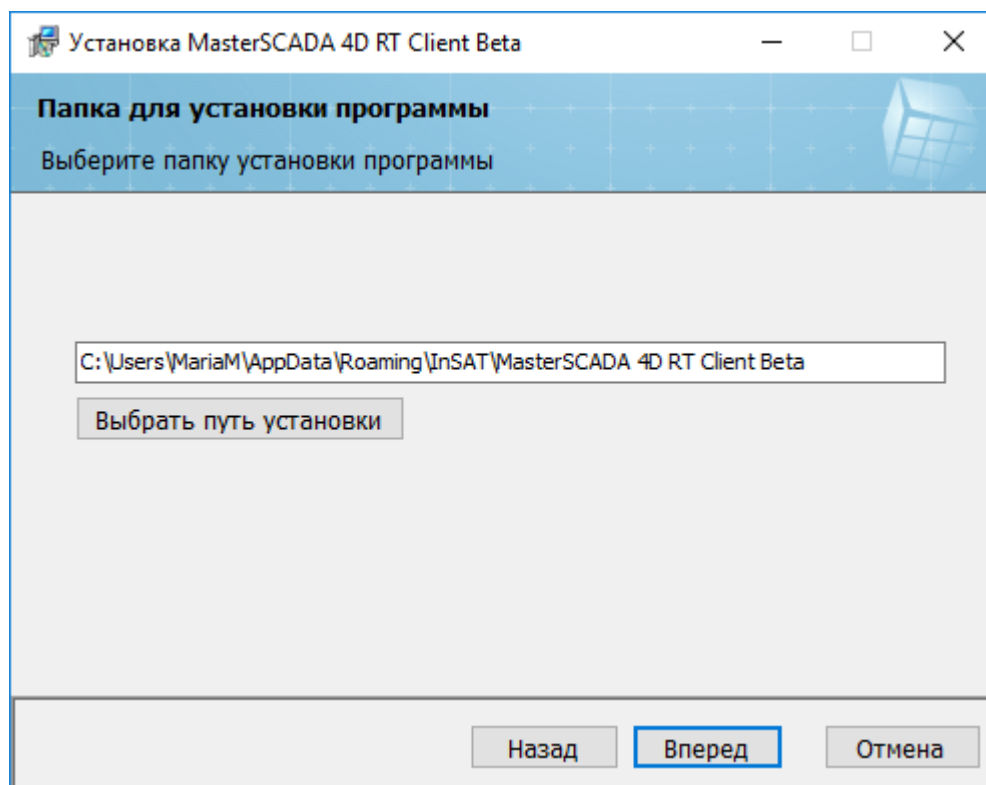 Установка MasterSCADA 4D RT Client Beta
Папка для установки программы
Выберите папку установки программы
C:\Users\MariaM\AppData\Roaming\InSAT\MasterSCADA 4D RT Client Beta
Выбрать путь установки
Назад Вперед Отмена